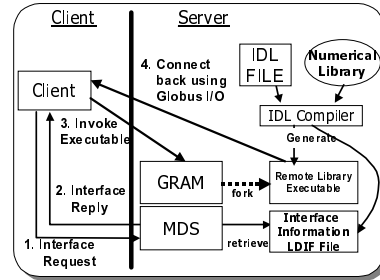 Client
Server
4. Connect
back using
Globus I/O
IDL
FILE
Numerical
Library
Client
IDL Compiler
3. Invoke
Executable
Generate
GRAM
fork
Remote Library
Executable
2. Interface
Reply
MDS
retrieve
Interface
Information
LDIF File
1. Interface
Request